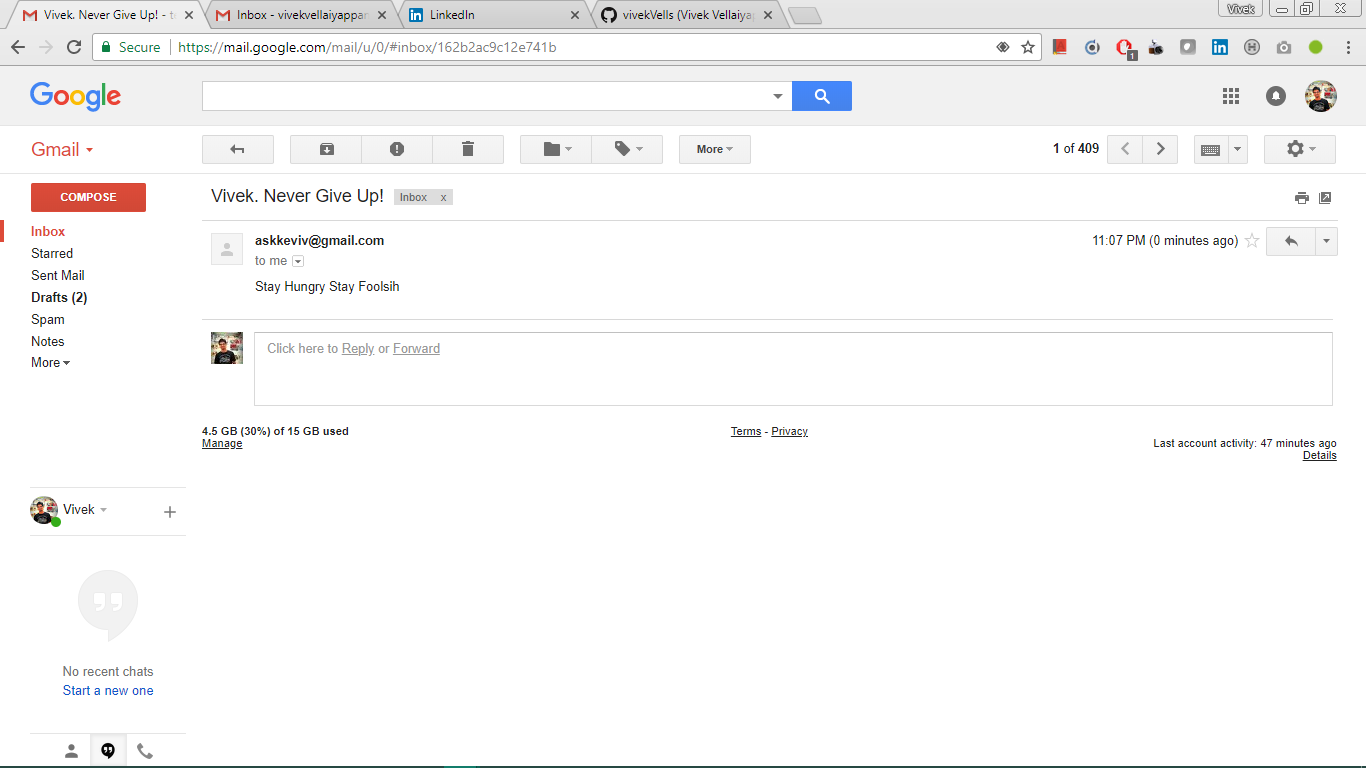 Vivek. Never Give Up! - te
Inbox - vivekvellaiyappan
LinkedIn
vivekVells (Vivek Vellaiyap
Vivek
Secure
https://mail.google.com/mail/u/0/#inbox/162b2ac9c12e741b
1
Google
Gmail
More
1 of 409
COMPOSE
Vivek. Never Give Up!
Inbox x
Inbox
Starred
Sent Mail
Drafts (2)
Spam
Notes
More
askkeviv@gmail.com
11:07 PM (0 minutes ago)
to me
Stay Hungry Stay Foolsih
Click here to Reply or Forward
4.5 GB (30%) of 15 GB used
Manage
Terms - Privacy
Last account activity: 47 minutes ago
Details
Vivek
No recent chats
Start a new one